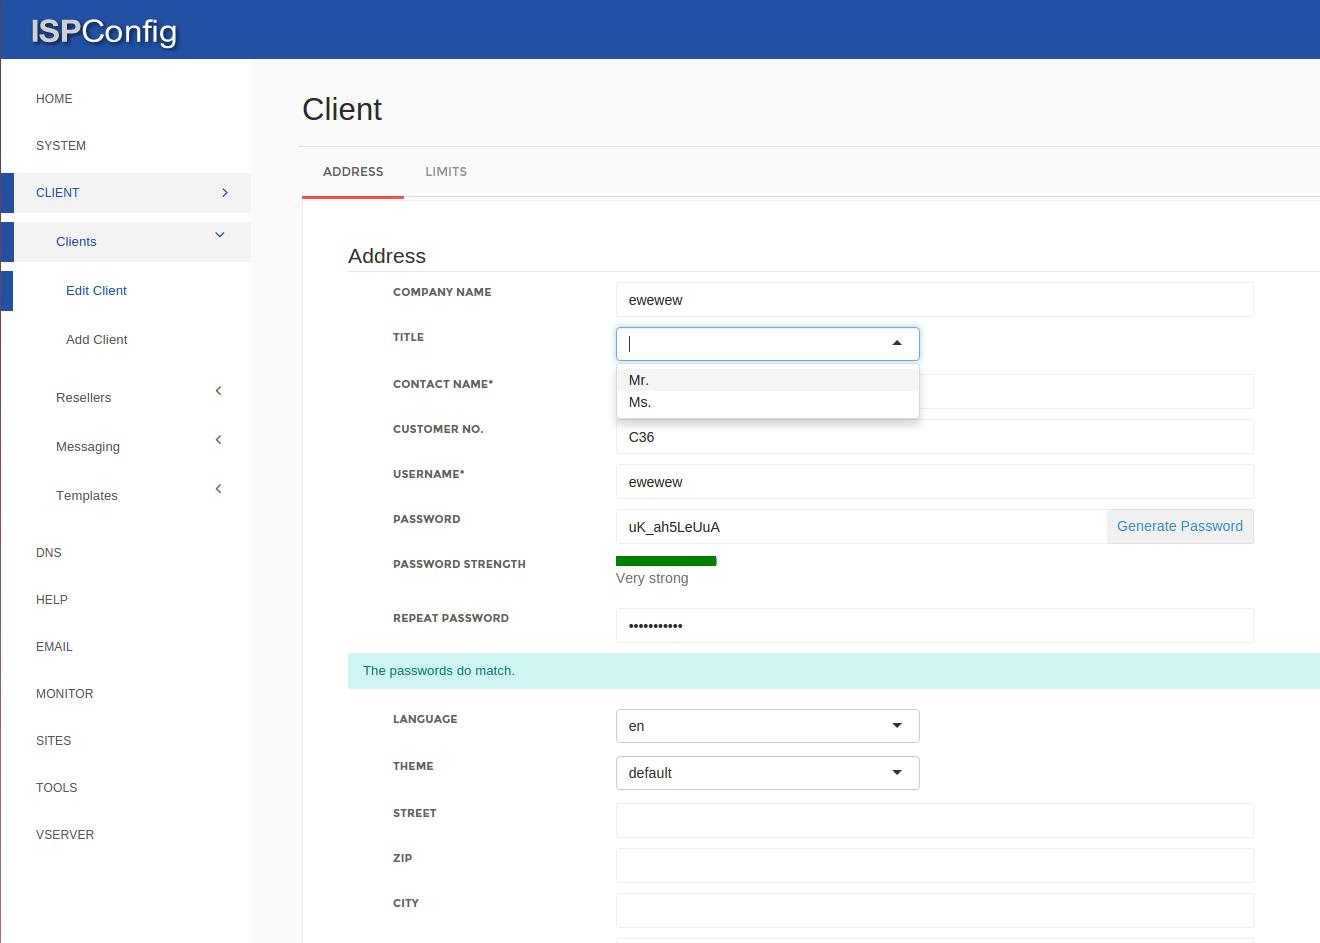 ISPConfig
HOME
SYSTEM
CLIENT
Clients
Edit Client
Add Client
Resellers
Messaging
Templates
DNS
HELP
EMAIL
MONITOR
SITES
TOOLS
VSERVER
Client
ADDRESS LIMITS
Address
COMPANY NAME ewewew
TITLE
Mr.
Ms.
CONTACT NAME*
CUSTOMER NO. C36
USERNAME* ewewew
PASSWORD uK_ah5LeUuA Generate Password
PASSWORD STRENGTH
Very strong
REPEAT PASSWORD •••••••••••
The passwords do match.
LANGUAGE en
THEME default
STREET
ZIP
CITY